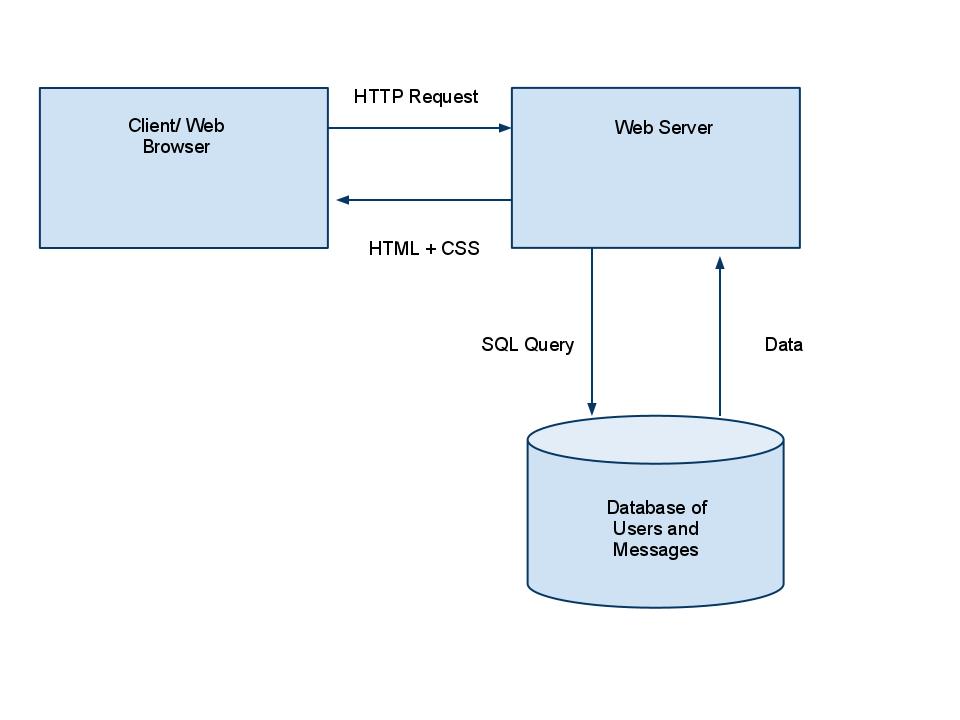 HTTP Request
Client/ Web
Browser
Web Server
HTML + CSS
SQL Query
Data
Database of
Users and
Messages